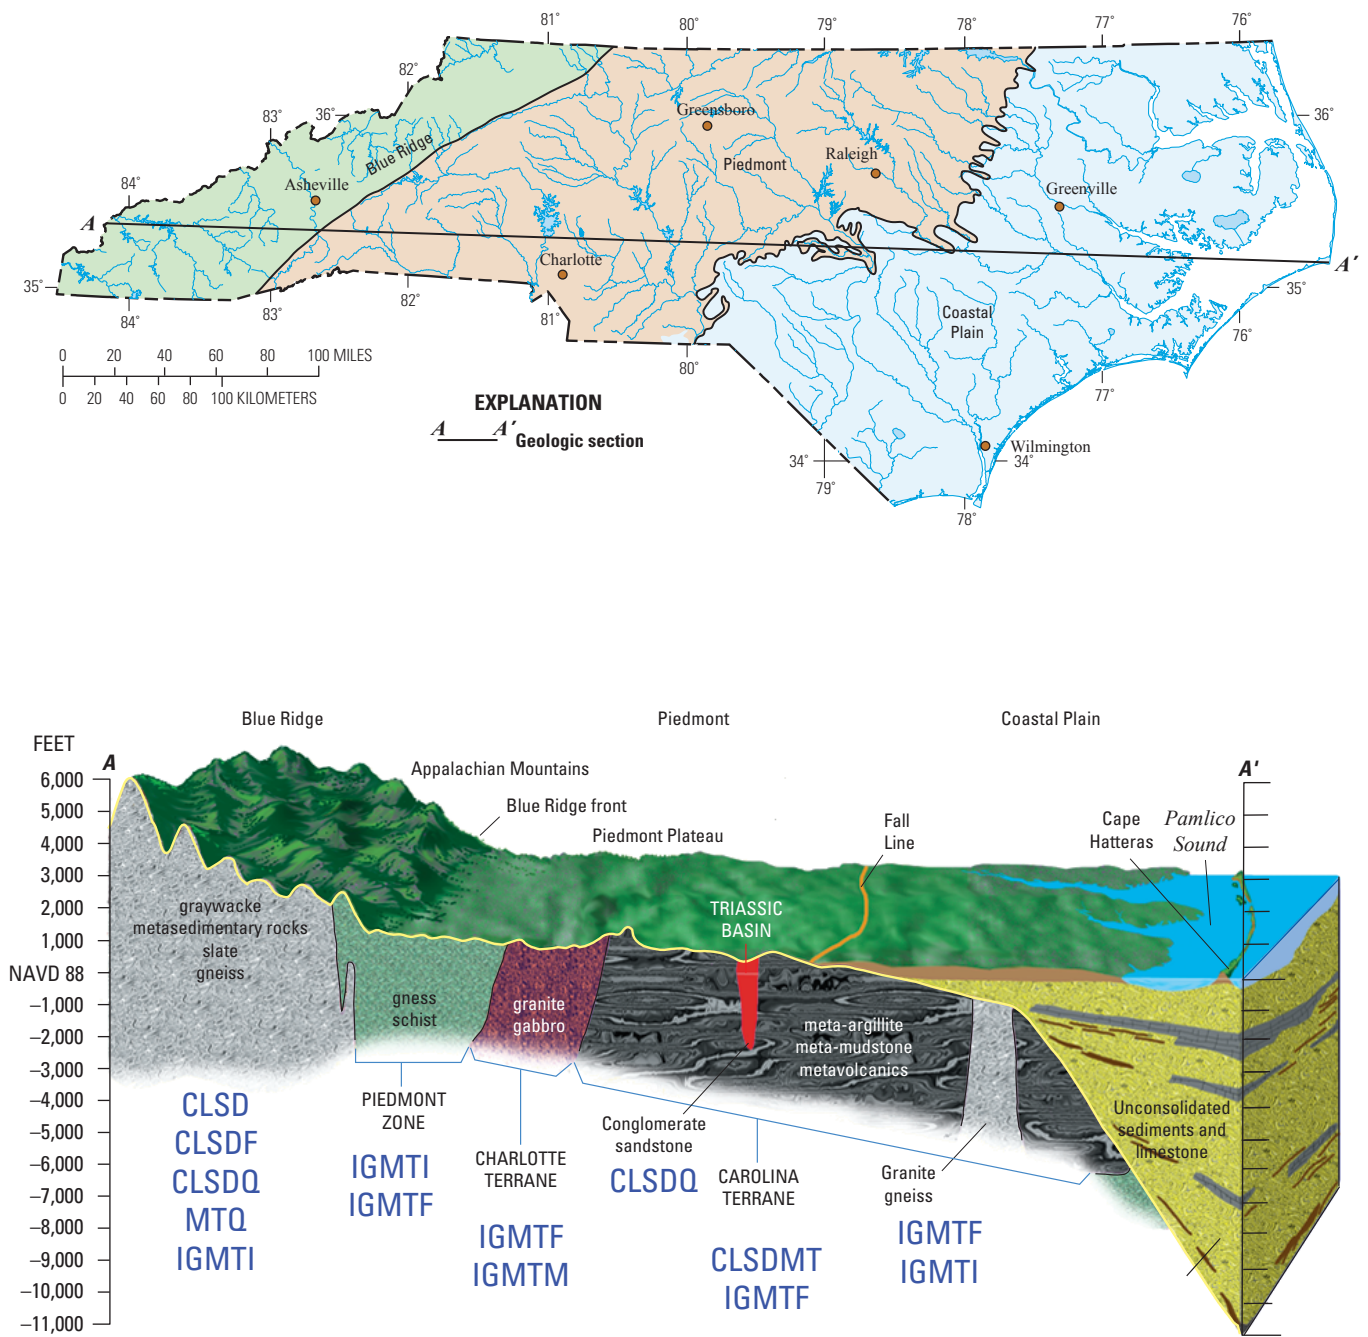 81°
80°
79°
78°
77°
76°
82°
83°
36°
36°
Greensboro
Blue Ridge
Piedmont
Raleigh
84°
Asheville
Greenville
A
Charlotte
A'
35°
35°
84°
83°
82°
81°
Coastal
Plain
76°
0 20 40 60 80 100 MILES
80°
77°
0 20 40 60 80 100 KILOMETERS
EXPLANATION
A A' Geologic section
Wilmington
34°
34°
79°
78°
Blue Ridge
Piedmont
Coastal Plain
FEET
A
A'
Appalachian Mountains
6,000
Blue Ridge front
5,000
Piedmont Plateau
Fall
Line
Cape
Hatteras
Pamlico
Sound
4,000
3,000
2,000
1,000
NAVD 88
–1,000
–2,000
–3,000
–4,000
–5,000
–6,000
–7,000
–8,000
–9,000
–10,000
–11,000
graywacke
metasedimentary rocks
slate
gneiss
TRIASSIC
BASIN
gness
schist
granite
gabbro
meta-argillite
meta-mudstone
metavolcanics
Unconsolidated
sediments and
limestone
CLSD
CLSDF
CLSDQ
MTQ
IGMTI
PIEDMONT
ZONE
IGMTI
IGMTF
CHARLOTTE
TERRANE
IGMTF
IGMTM
Conglomerate
sandstone
CLSDQ
CAROLINA
TERRANE
CLSDMT
IGMTF
Granite
gneiss
IGMTF
IGMTI